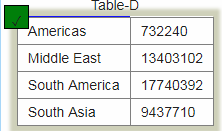 Table-D
Americas 732240
Middle East 13403102
South America 17740392
South Asia 9437710